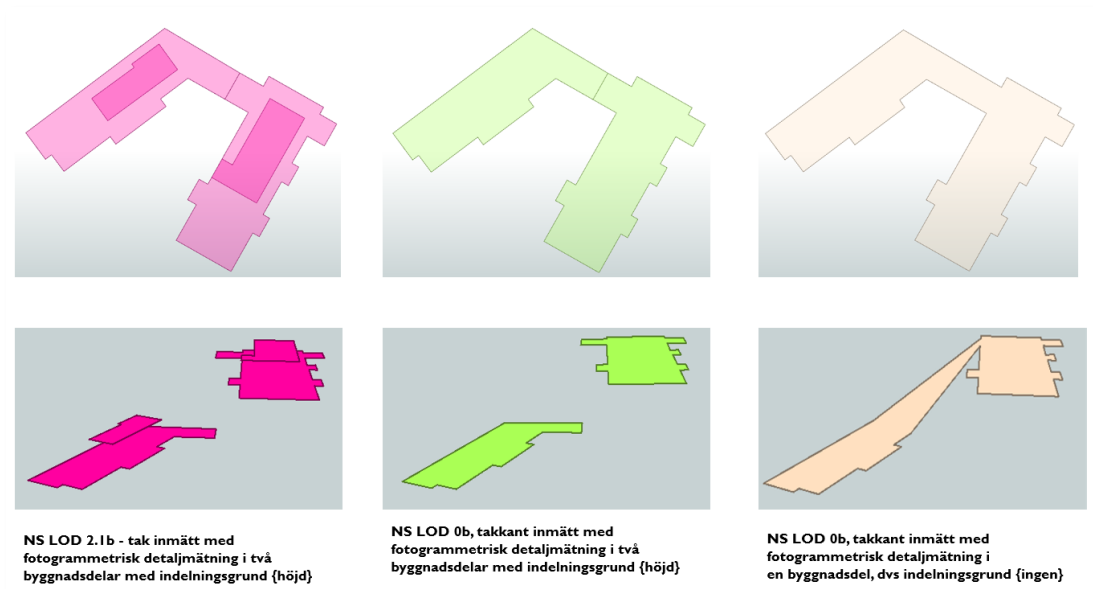 NS LOD 2.1b - tak inmätt med
fotogrammetrisk detaljmätning i två
byggnadsdelar med indelningsgrund {höjd}
NS LOD 0b, takkant inmätt med
fotogrammetrisk detaljmätning i två
byggnadsdelar med indelningsgrund {höjd}
NS LOD 0b, takkant inmätt med
fotogrammetrisk detaljmätning i
en byggnadsdel, dvs indelningsgrund {ingen}